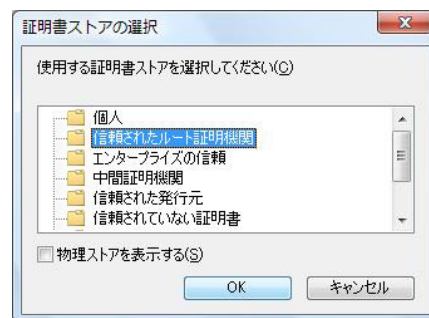 証明書ストアの選択
使用する証明書ストアを選択してください(C)
個人
信頼されたルート証明機関
エンタープライズの信頼
中間証明機関
信頼された発行元
信頼されていない証明書
物理ストアを表示する(S)
OK キャンセル